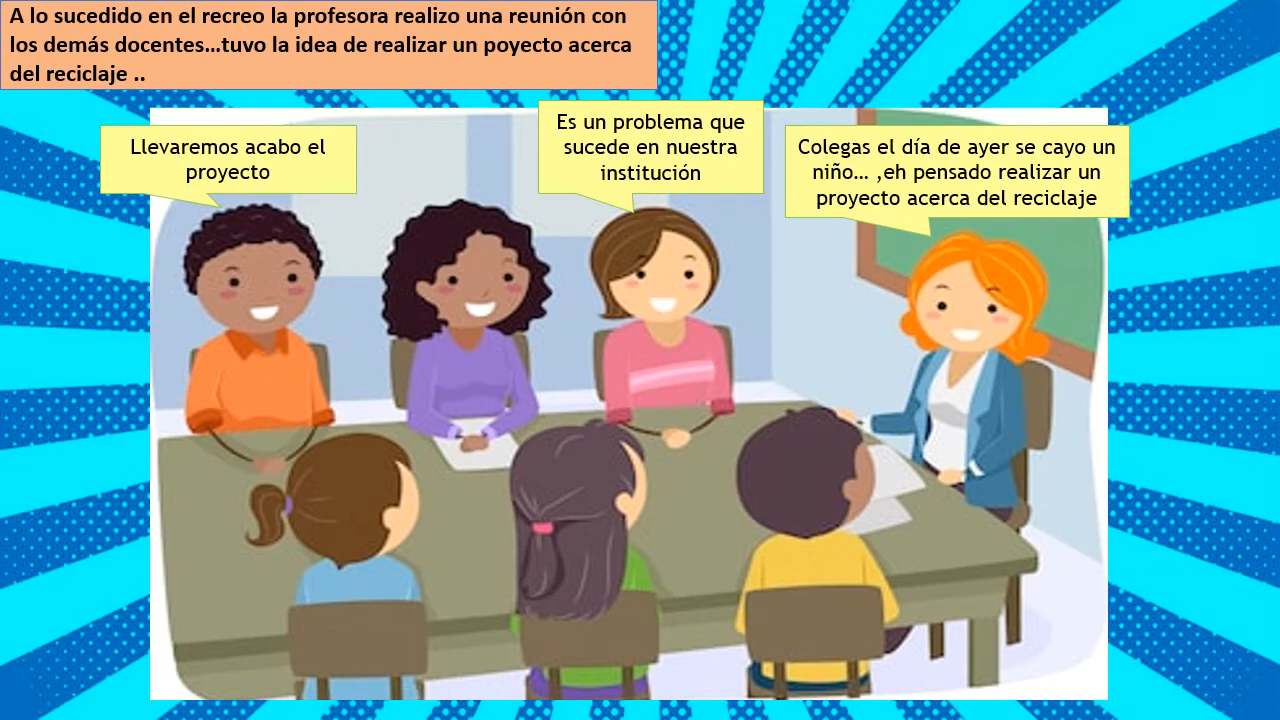 A lo sucedido en el recreo la profesora realizo una reunión con
los demás docentes...tuvo la idea de realizar un poyecto acerca
del reciclaje ..
Llevaremos acabo el
proyecto
Es un problema que
sucede en nuestra
institución
Colegas el día de ayer se cayo un
niño... ,eh pensado realizar un
proyecto acerca del reciclaje